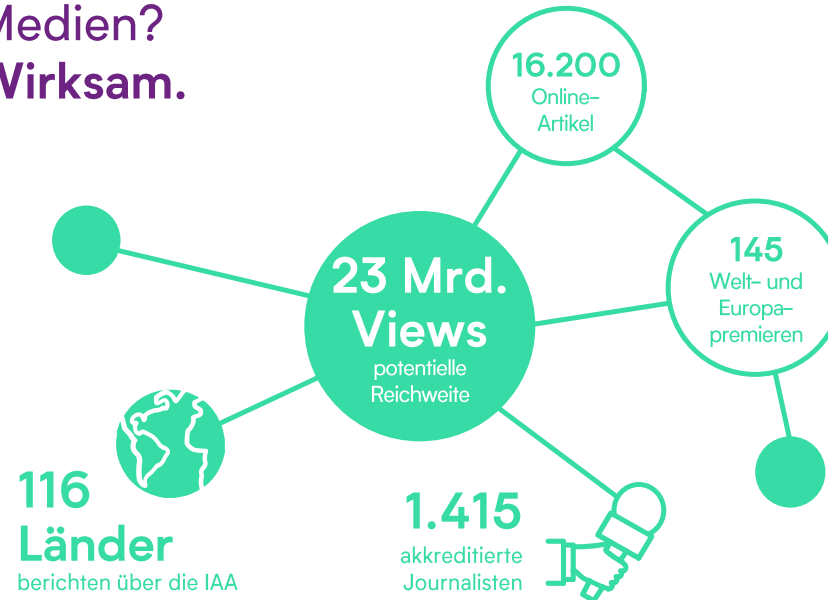 Medien?
Wirksam.
16.200
Online-
Artikel
145
Welt- und
Europa-
premieren
23 Mrd.
Views
potentielle
Reichweite
116
Länder
berichten über die IAA
1.415
akkreditierte
Journalisten